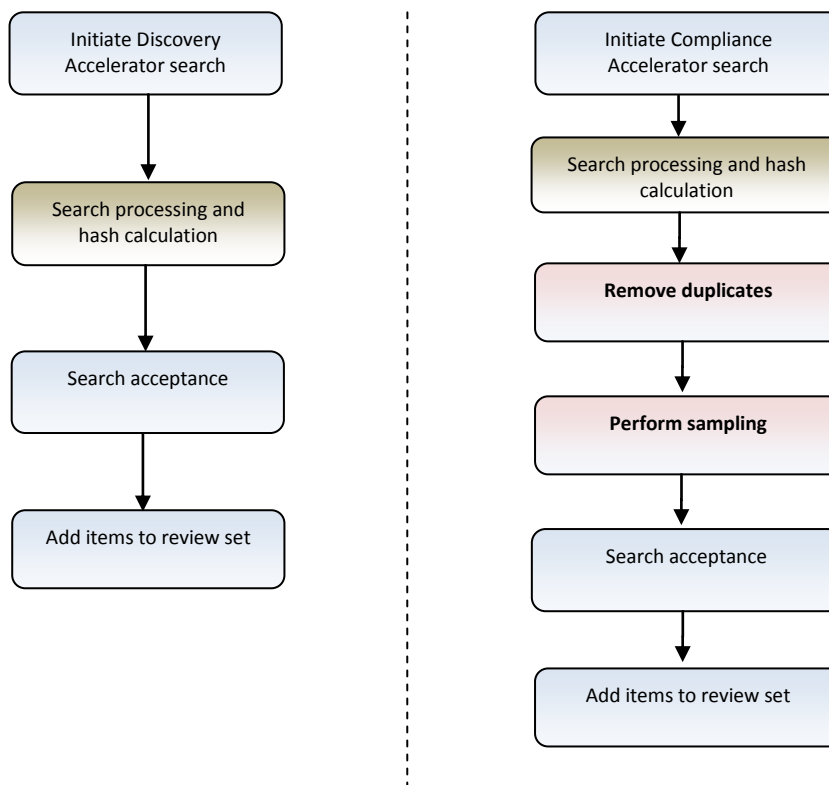 Initiate Discovery
Accelerator search
Search processing and
hash calculation
Search acceptance
Add items to review set
Initiate Compliance
Accelerator search
Search processing and hash
calculation
Remove duplicates
Perform sampling
Search acceptance
Add items to review set